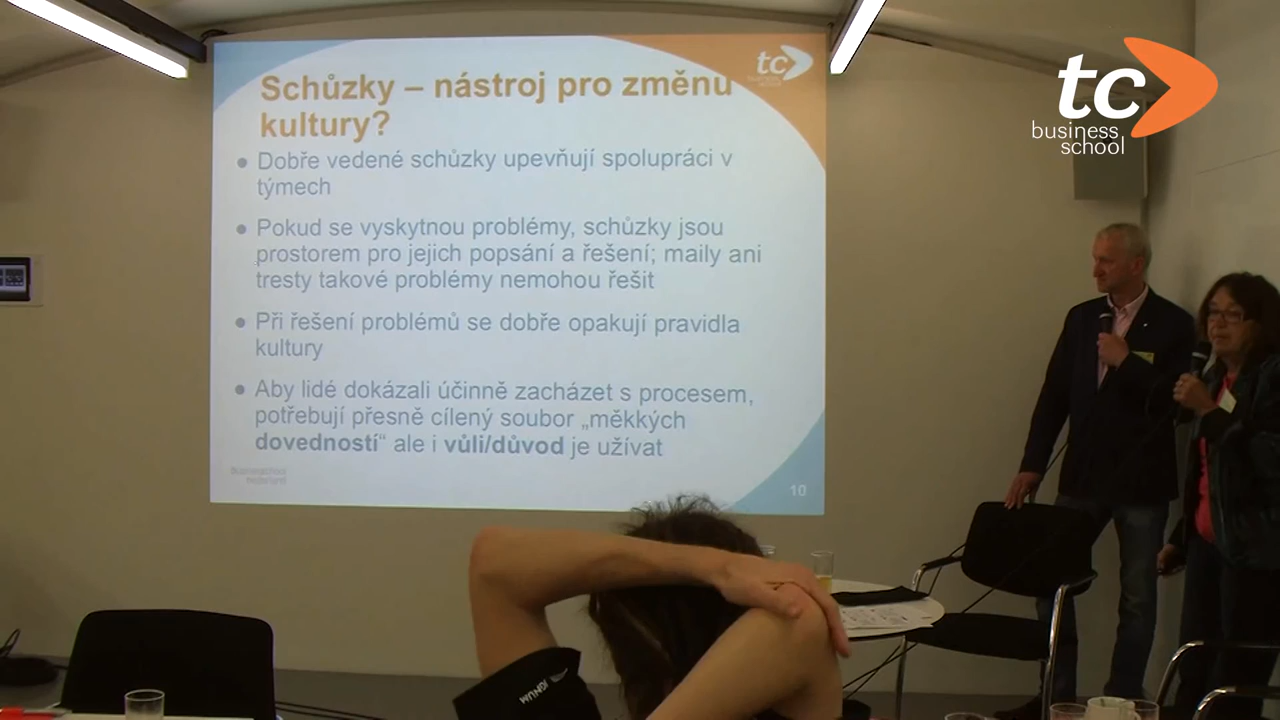 Schůzky – nástroj pro změnu
kultury?
tc
Dobře vedené schůzky upevňují spolupráci v
týmech
Pokud se vyskytnou problémy, schůzky jsou
prostorem pro jejich popsání a řešení; maily ani
tresty takové problémy nemohou řešit
Při řešení problémů se dobře opakují pravidla
kultury
Aby lidé dokázali účinně zacházet s procesem,
potřebují přesně cílený soubor „měkkých
dovedností“ ale i vůli/důvod je užívat
10
tc
business
school
IGNUM